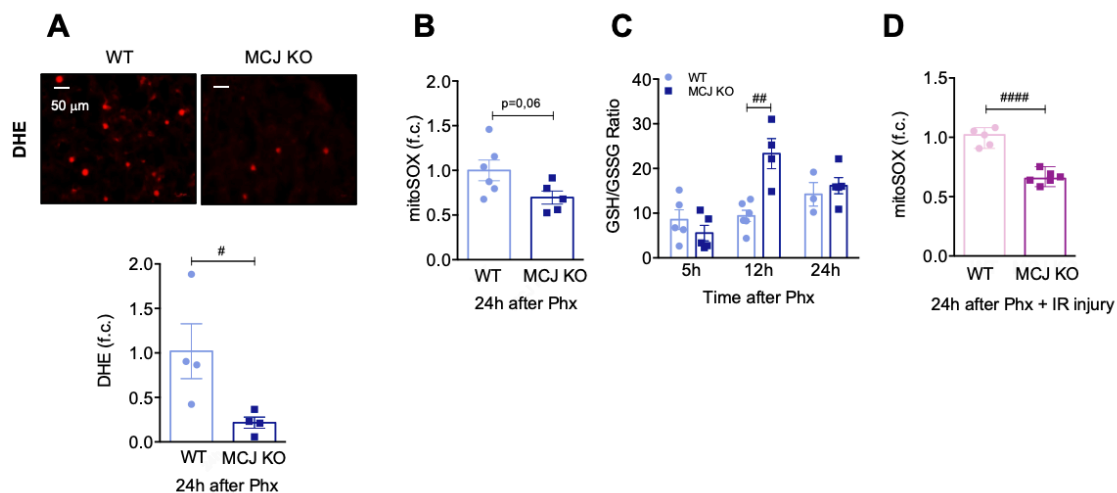 A
WT
MCJ KO
50 μm
DHE
2.0
1.5
1.0
0.5
0.0
DHE (f.c.)
#
WT
MCJ KO
24h after Phx
B
2.0
1.5
1.0
0.5
0.0
mitoSOX (f.c.)
p=0,06
WT
MCJ KO
24h after Phx
C
WT
MCJ KO
40
30
20
10
0
GSH/GSSG Ratio
##
5h
12h
24h
Time after Phx
D
1.5
1.0
0.5
0.0
mitoSOX (f.c.)
####
WT
MCJ KO
24h after Phx + IR injury